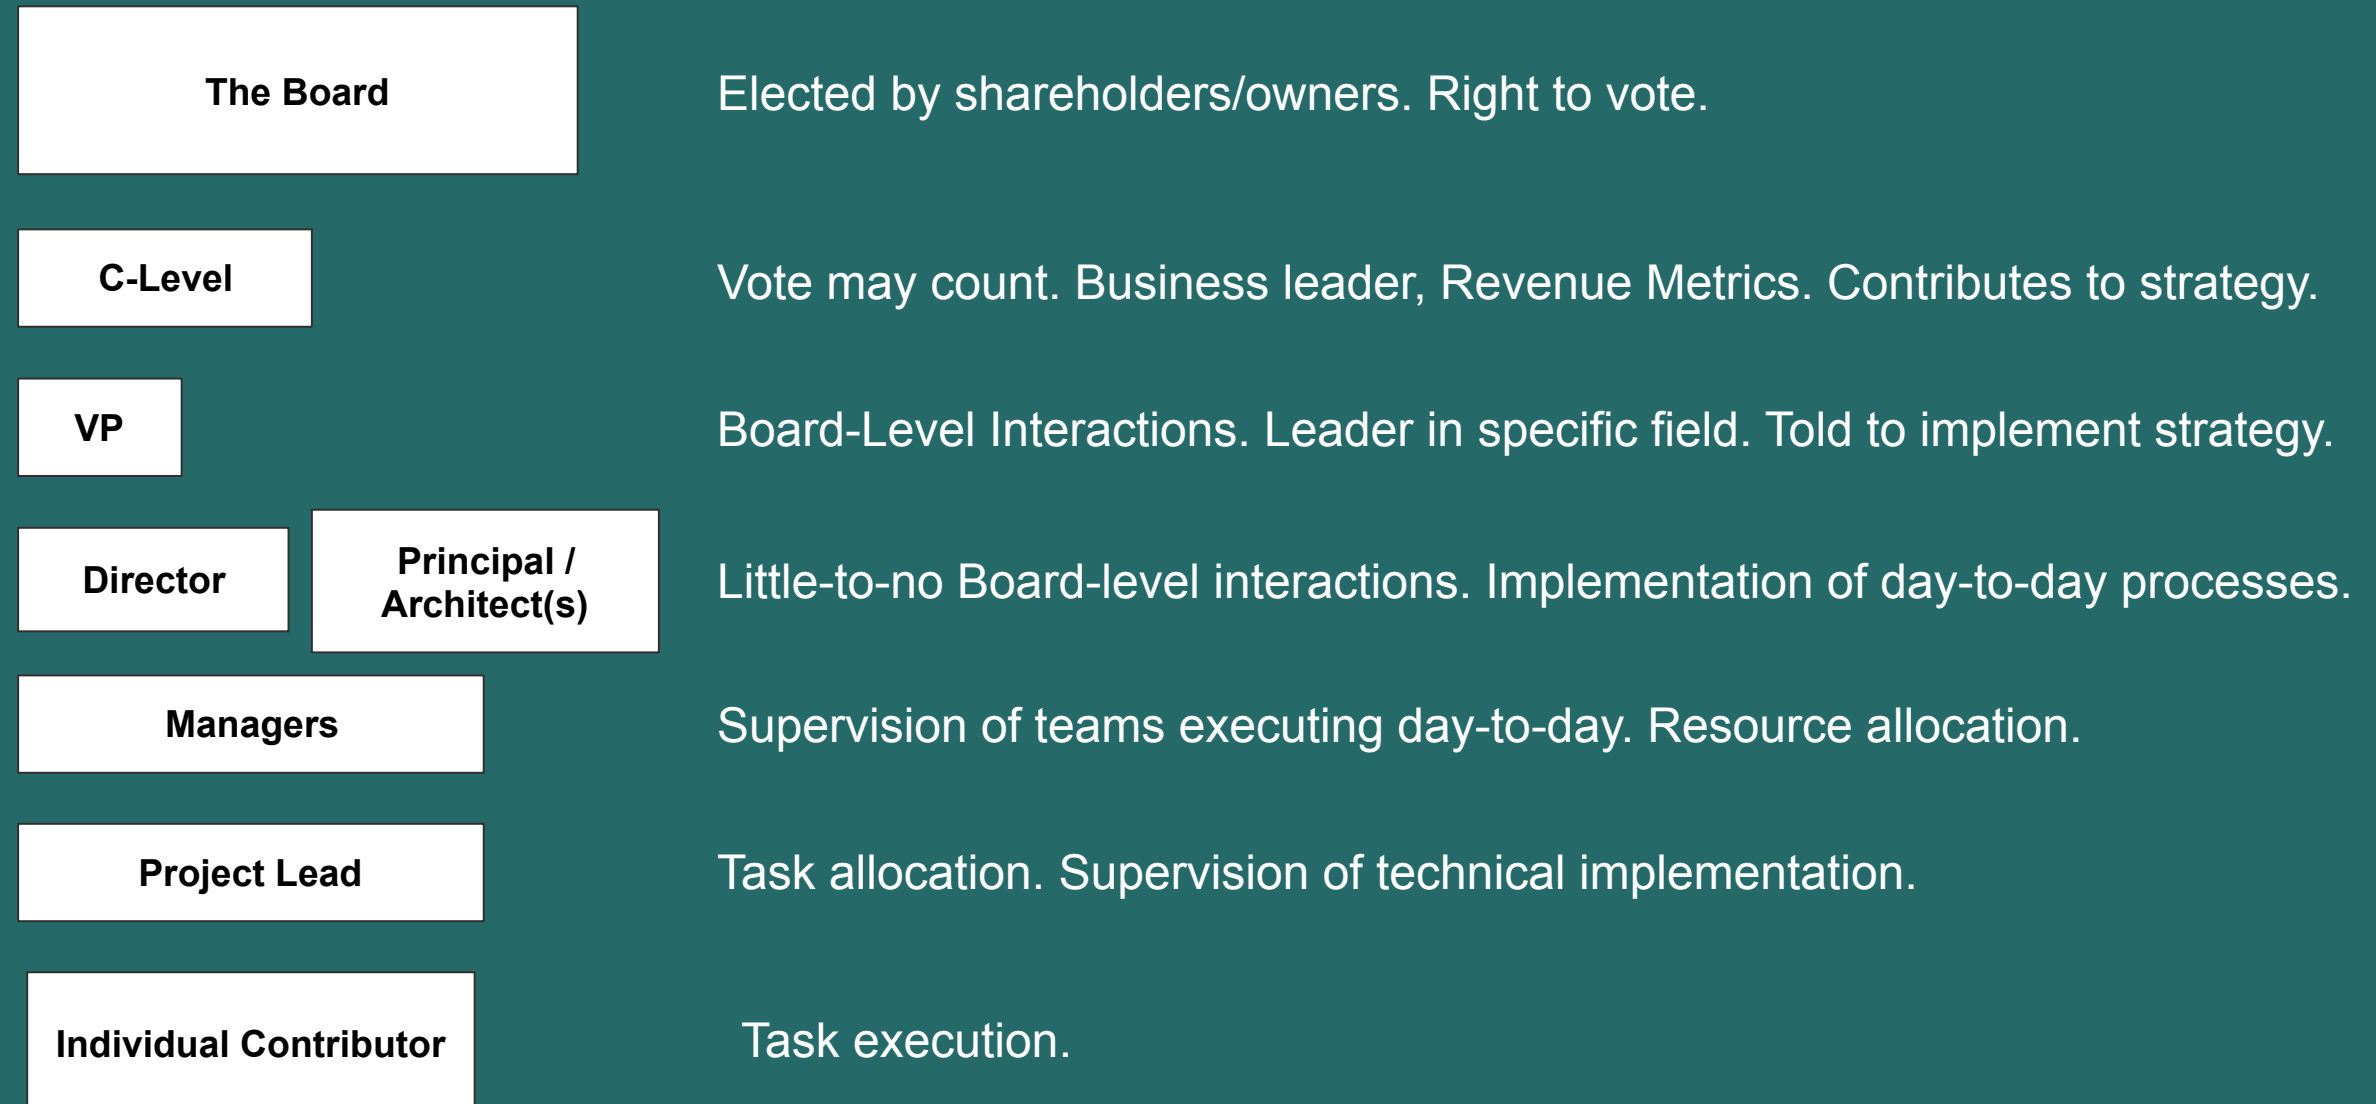 The Board
Elected by shareholders/owners. Right to vote.
C-Level
Vote may count. Business leader, Revenue Metrics. Contributes to strategy.
VP
Board-Level Interactions. Leader in specific field. Told to implement strategy.
Director
Principal /
Architect(s)
Little-to-no Board-level interactions. Implementation of day-to-day processes.
Managers
Supervision of teams executing day-to-day. Resource allocation.
Project Lead
Task allocation. Supervision of technical implementation.
Individual Contributor
Task execution.